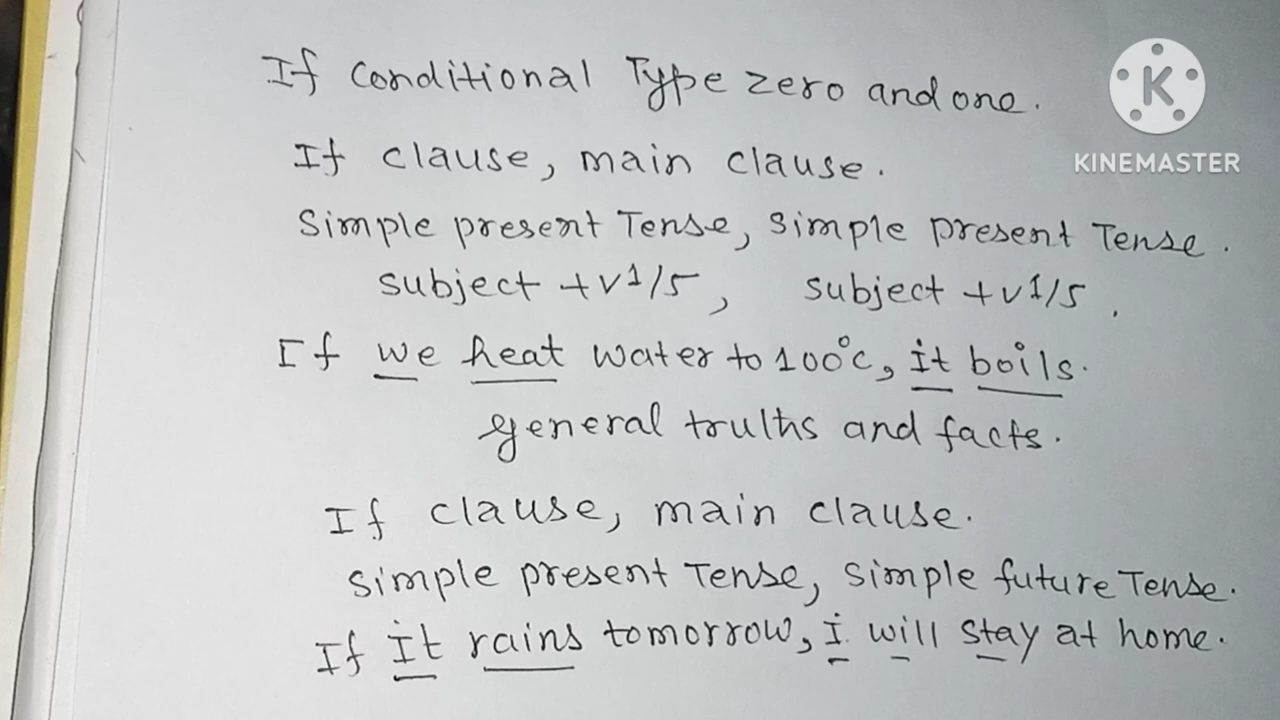 If Conditional Type zero and one.
K
KINEMASTER
If clause, main clause.
Simple present Tense, Simple present Tense.
subject + v1/5, subject + v1/5.
If we heat water to 100°c, it boils.
general truths and facts.
If clause, main clause.
Simple present Tense, Simple future Tense.
If it rains tomorrow, i will stay at home.